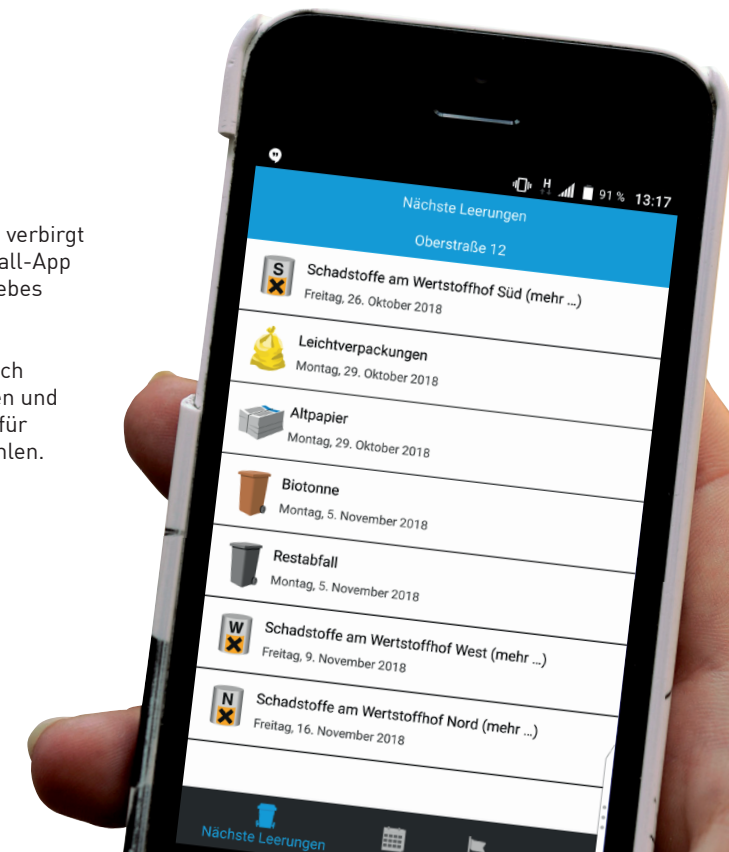 verbirgt
all-App
ebes
ch
en und
für
hlen.
H
91 %
13:17
Nächste Leerungen
Oberstraße 12
S
Schadstoffe am Wertstoffhof Süd (mehr ...)
Freitag, 26. Oktober 2018
Leichtverpackungen
Montag, 29. Oktober 2018
Altpapier
Montag, 29. Oktober 2018
Biotonne
Montag, 5. November 2018
Restabfall
Montag, 5. November 2018
W
Schadstoffe am Wertstoffhof West (mehr ...)
Freitag, 9. November 2018
N
Schadstoffe am Wertstoffhof Nord (mehr ...)
Freitag, 16. November 2018
Nächste Leerungen